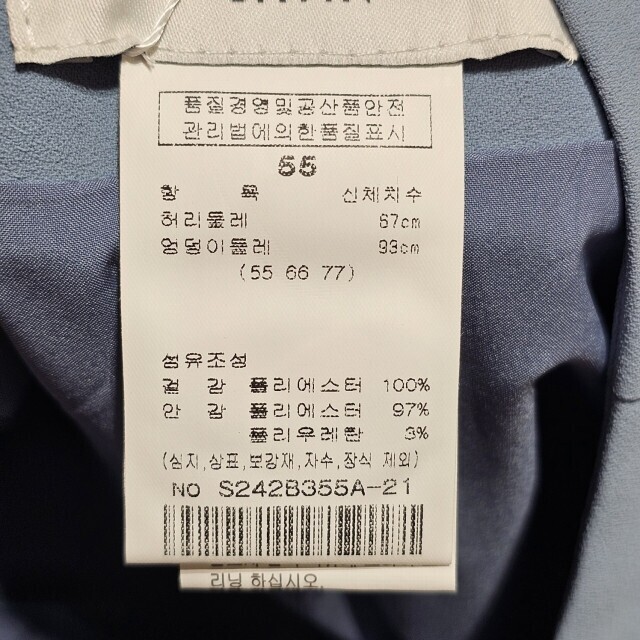 품질경영및공산품안전
관리법에의한품질표시
55
항 목 신체치수
허리둘레 67cm
엉덩이둘레 93cm
(55 66 77)
섬유조성
겉 감 폴리에스터 100%
안 감 폴리에스터 97%
폴리우레탄 3%
(심지,상표,보강재,자수,장식 제외)
NO S242B355A-21
리닝 하십시오.